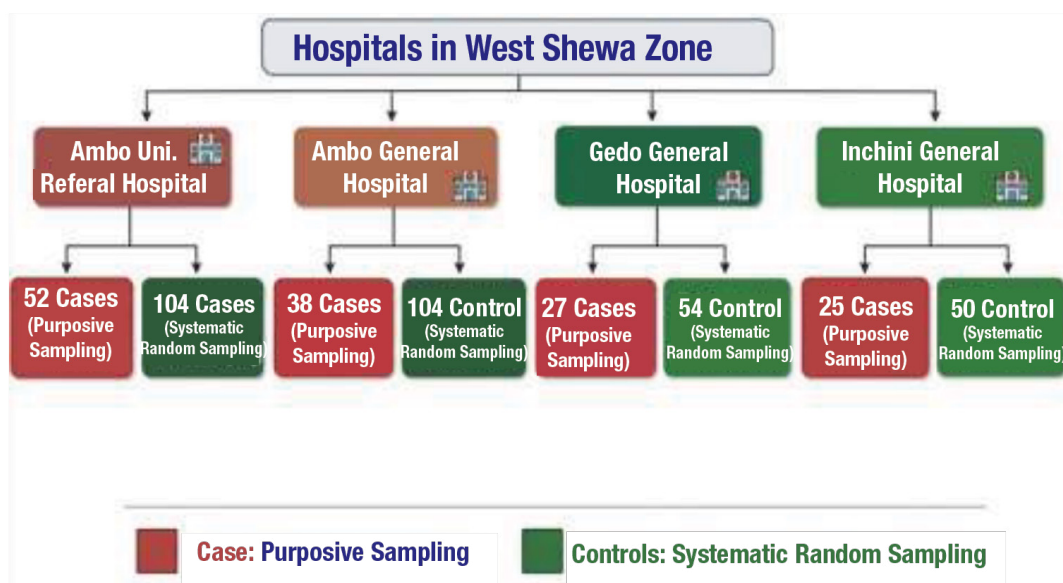 Hospitals in West Shewa Zone
Ambo Uni.
Referal Hospital
Ambo General
Hospital
Gedo General
Hospital
Inchini General
Hospital
52 Cases
(Purposive
Sampling)
104 Cases
(Systematic
Random Sampling)
38 Cases
(Purposive
Sampling)
104 Control
(Systematic
Random Sampling)
27 Cases
(Purposive
Sampling)
54 Control
(Systematic
Random Sampling)
25 Cases
(Purposive
Sampling)
50 Control
(Systematic
Random Sampling)
Case: Purposive Sampling
Controls: Systematic Random Sampling